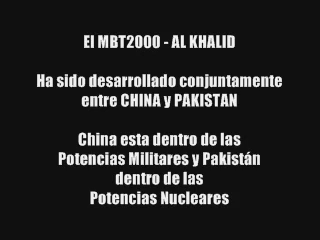 El MBT2000 - AL KHALID
Ha sido desarrollado conjuntamente
entre CHINA y PAKISTAN
China esta dentro de las
Potencias Militares y Pakistán
dentro de las
Potencias Nucleares